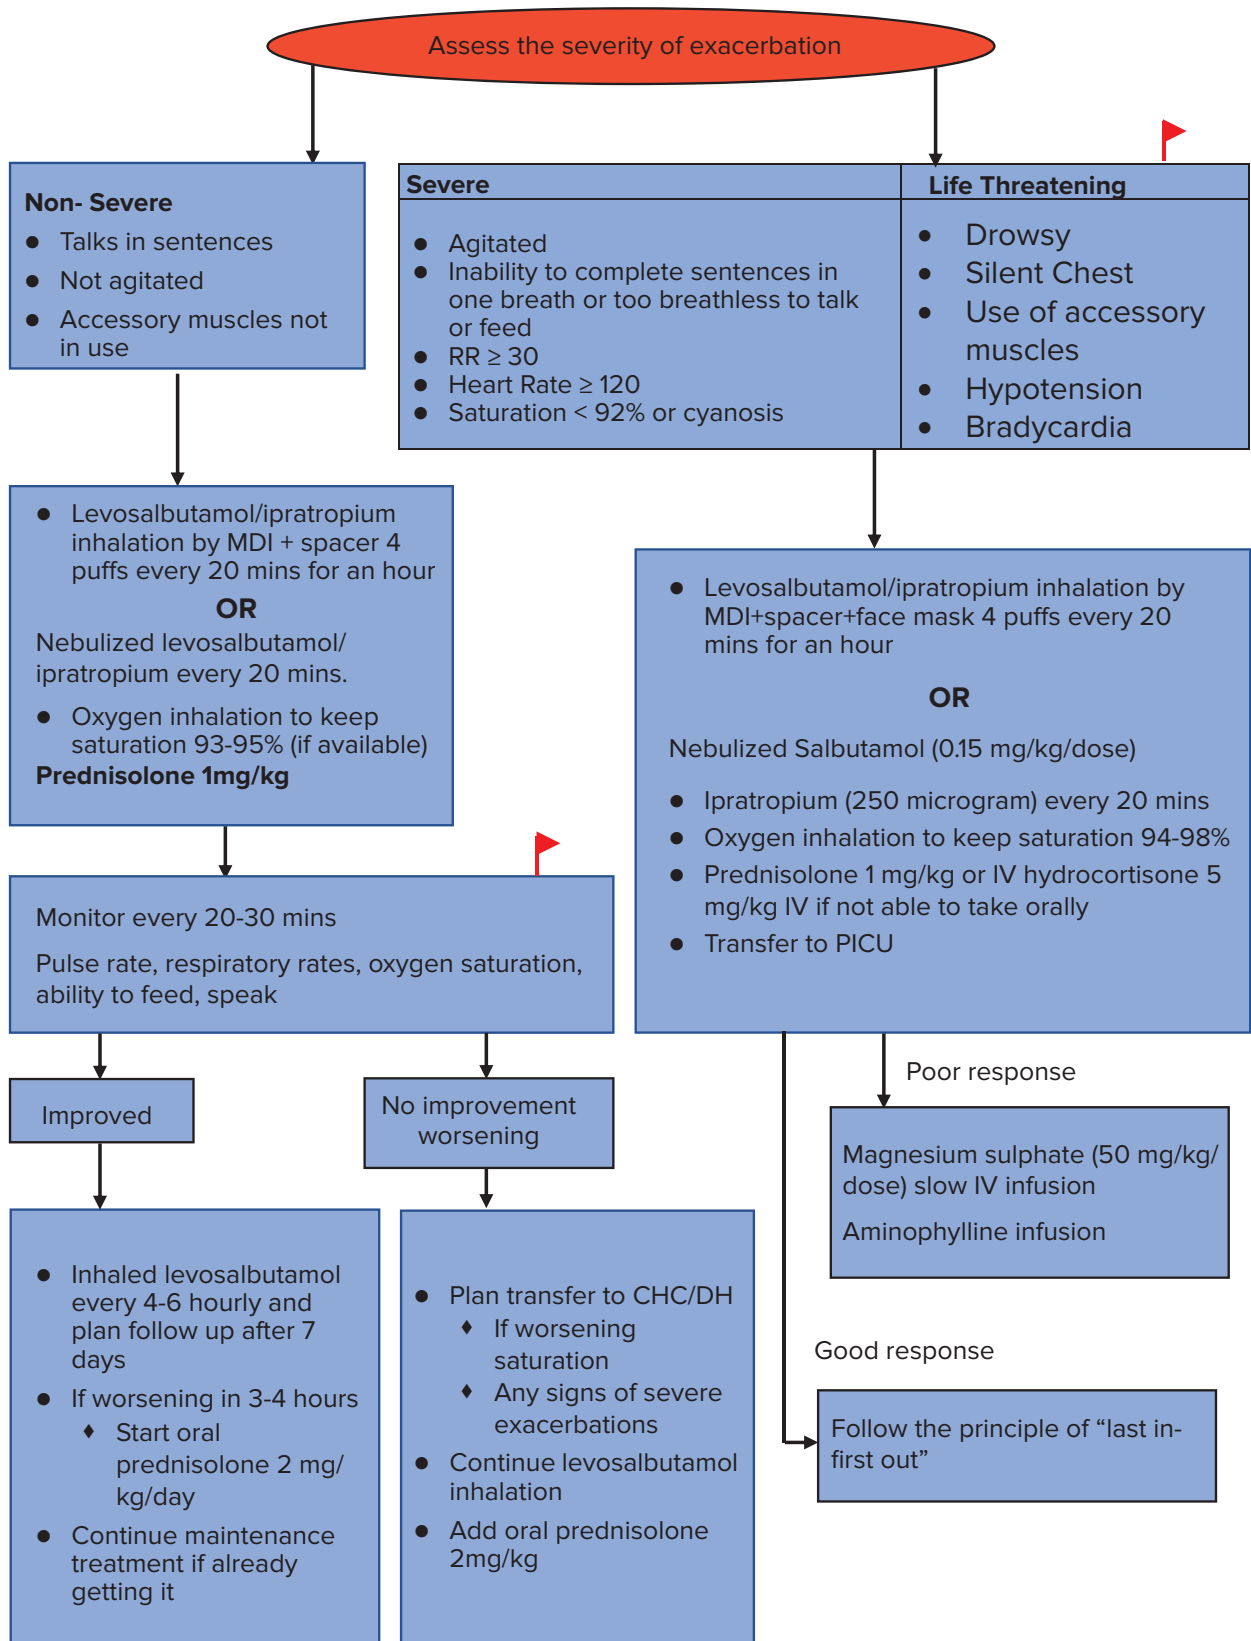 Assess the severity of exacerbation
Non- Severe
● Talks in sentences
● Not agitated
● Accessory muscles not
in use
Severe
● Agitated
● Inability to complete sentences in
one breath or too breathless to talk
or feed
● RR ≥ 30
● Heart Rate ≥ 120
● Saturation < 92% or cyanosis
Life Threatening
● Drowsy
● Silent Chest
● Use of accessory
muscles
● Hypotension
● Bradycardia
● Levosalbutamol/ipratropium
inhalation by MDI + spacer 4
puffs every 20 mins for an hour
OR
Nebulized levosalbutamol/
ipratropium every 20 mins.
● Oxygen inhalation to keep
saturation 93-95% (if available)
Prednisolone 1mg/kg
● Levosalbutamol/ipratropium inhalation by
MDI+spacer+face mask 4 puffs every 20
mins for an hour
OR
Nebulized Salbutamol (0.15 mg/kg/dose)
● Ipratropium (250 microgram) every 20 mins
● Oxygen inhalation to keep saturation 94-98%
● Prednisolone 1 mg/kg or IV hydrocortisone 5
mg/kg IV if not able to take orally
● Transfer to PICU
Monitor every 20-30 mins
Pulse rate, respiratory rates, oxygen saturation,
ability to feed, speak
Improved
No improvement
worsening
Poor response
Magnesium sulphate (50 mg/kg/
dose) slow IV infusion
Aminophylline infusion
● Inhaled levosalbutamol
every 4-6 hourly and
plan follow up after 7
days
● If worsening in 3-4 hours
♦ Start oral
prednisolone 2 mg/
kg/day
● Continue maintenance
treatment if already
getting it
● Plan transfer to CHC/DH
♦ If worsening
saturation
♦ Any signs of severe
exacerbations
● Continue levosalbutamol
inhalation
● Add oral prednisolone
2mg/kg
Good response
Follow the principle of “last in-
first out”